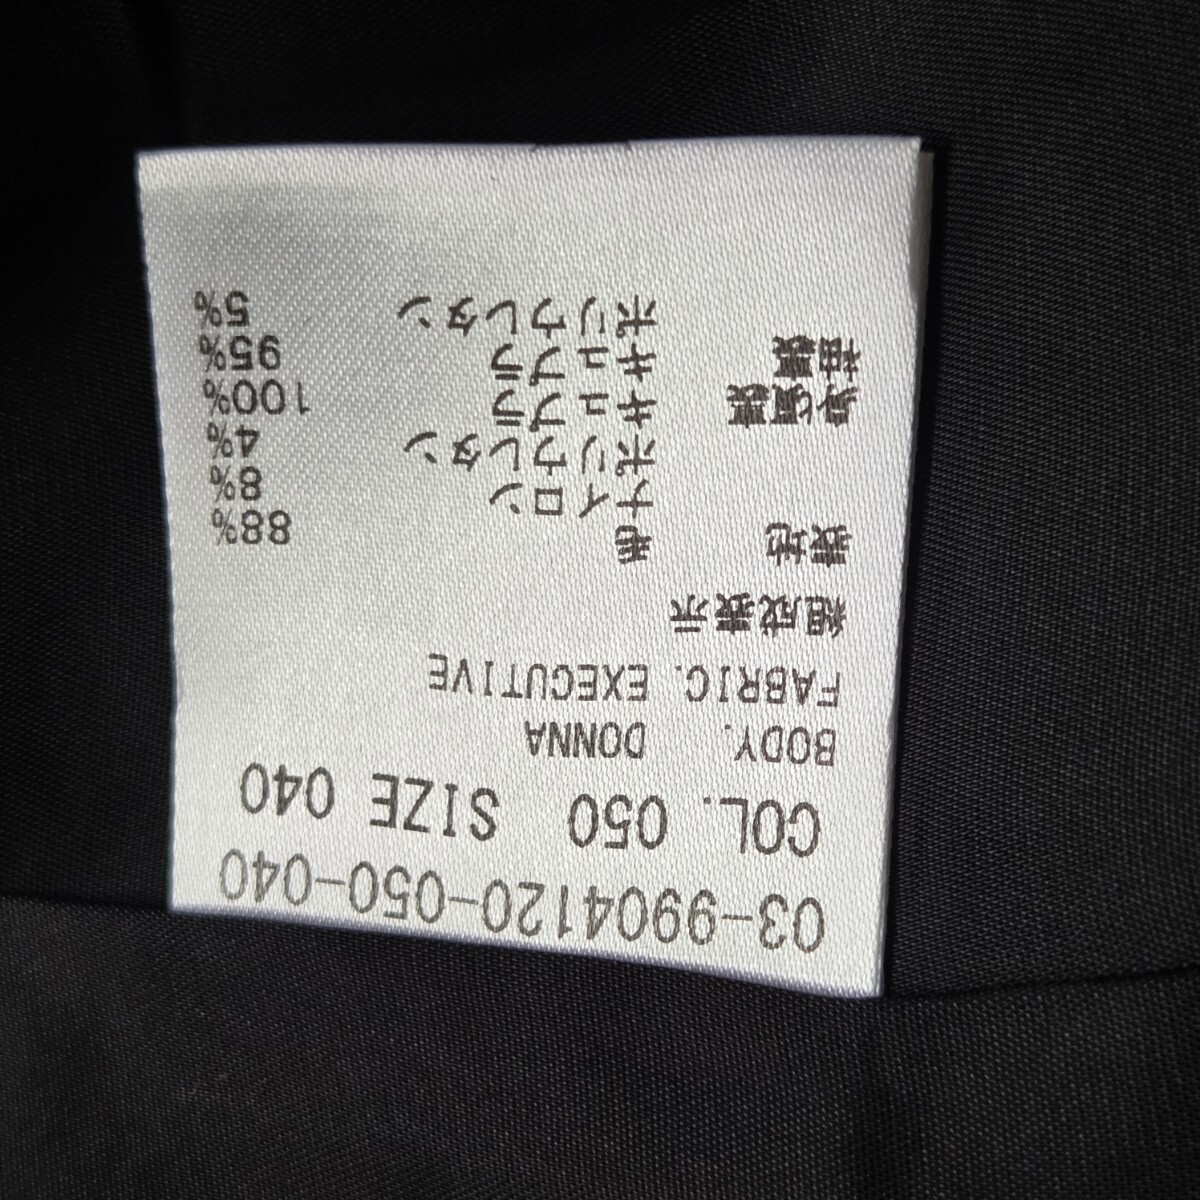 03-9904120-050-040
COL. 050 SIZE 040
BODY. DONNA
FABRIC. EXECUTIVE
組成表示
表地 毛 88%
ナイロン 8%
ポリウレタン 4%
身頃裏 キュプラ 100%
袖裏 キュプラ 95%
ポリウレタン 5%